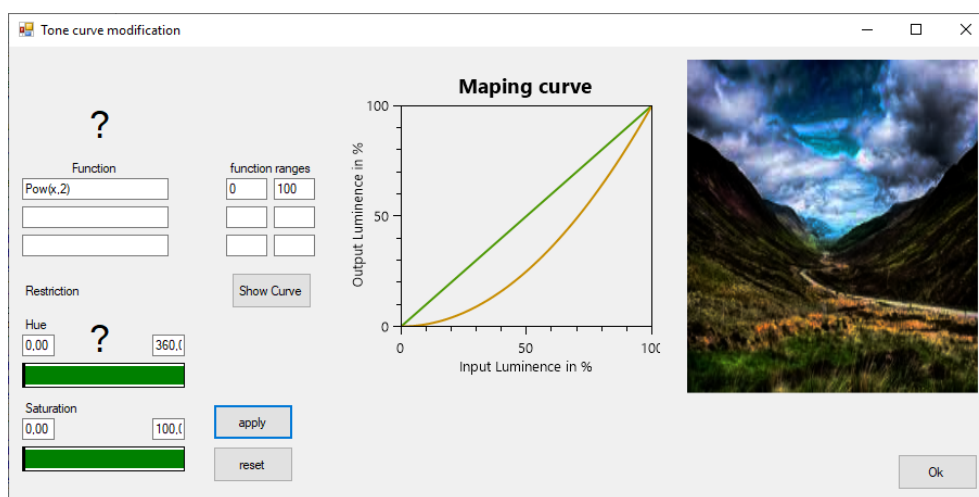 Tone curve modification
?
Function
function ranges
Pow(x,2)
0
100
Restriction
Show Curve
Hue
?
0,00
360,(
Saturation
0,00
100,(
apply
reset
Maping curve
Output Luminence in %
100
50
0
0
50
100
Input Luminence in %
Ok